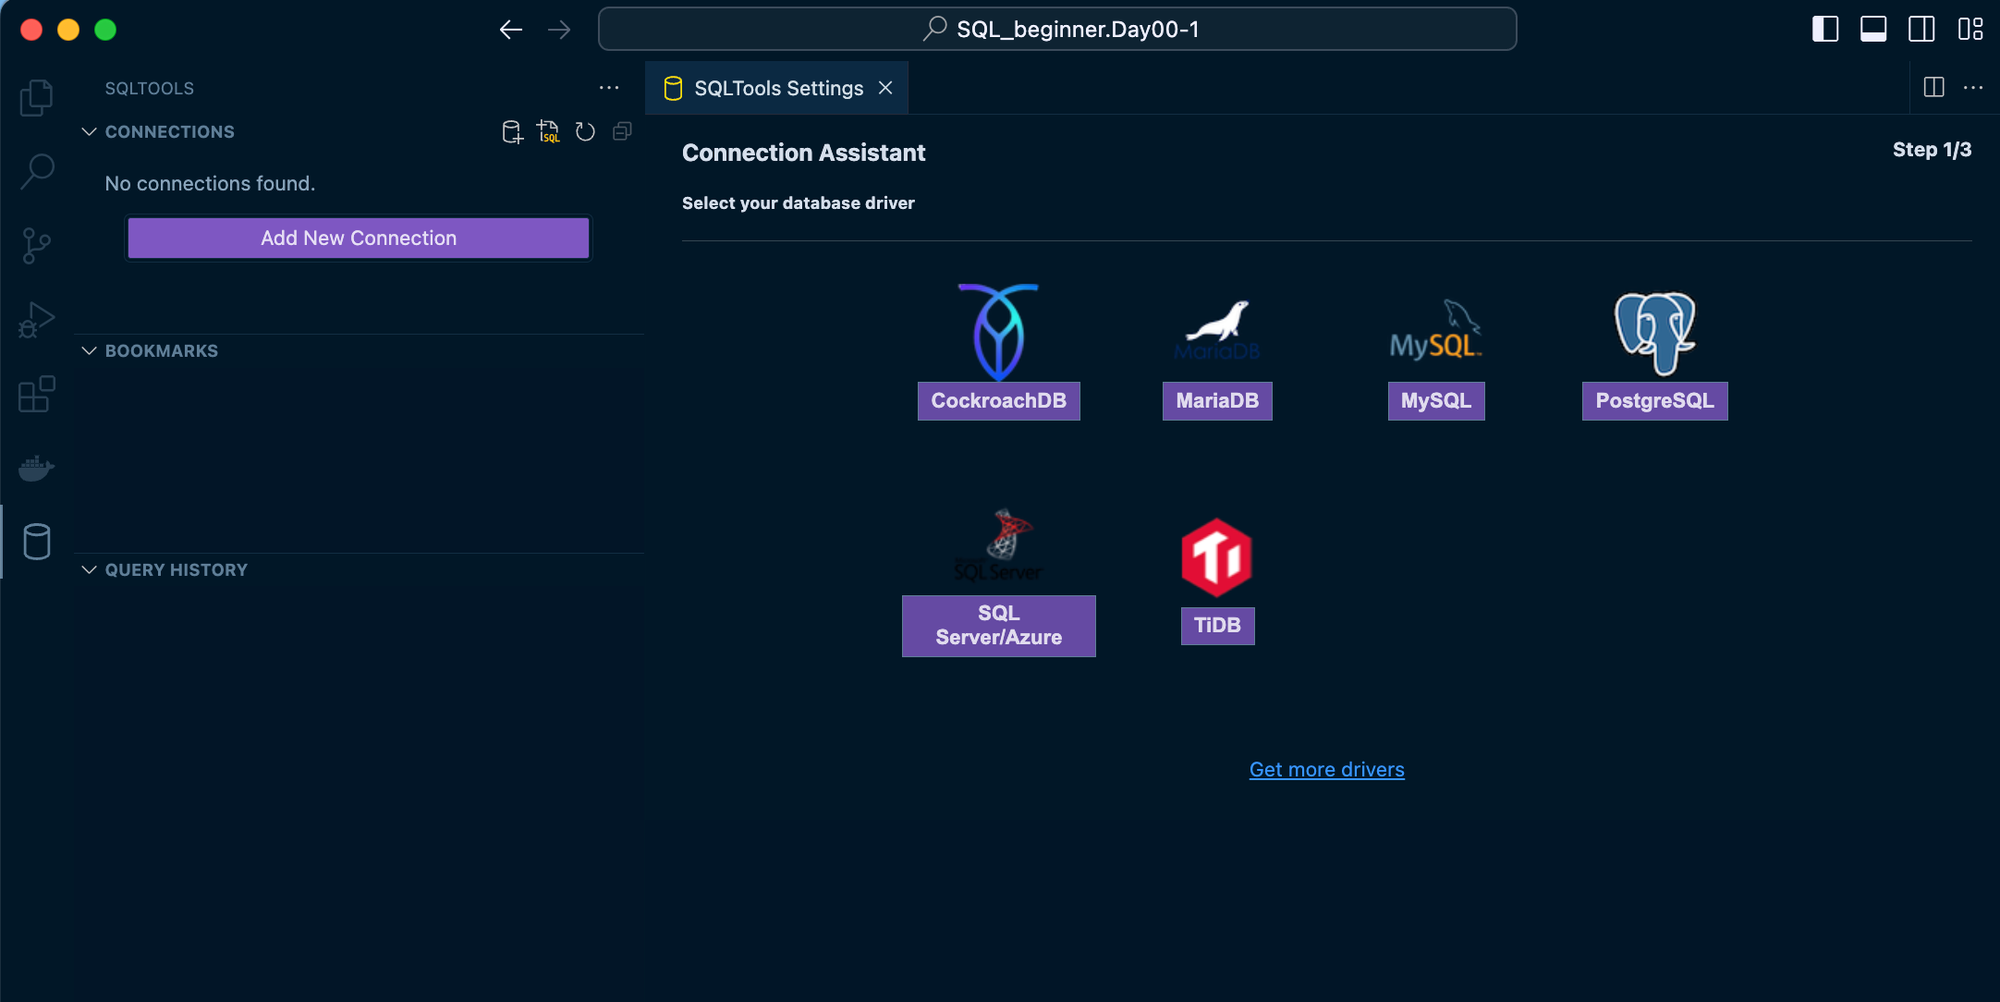 SQL_beginner.Day00-1
SQLTOOLS
CONNECTIONS
SQL
No connections found.
Add New Connection
BOOKMARKS
QUERY HISTORY
SQLTools Settings
Connection Assistant
Step 1/3
Select your database driver
MariaDB
MySQL
CockroachDB
MariaDB
MySQL
PostgreSQL
SQL Server
SQL
Server/Azure
TiDB
Get more drivers